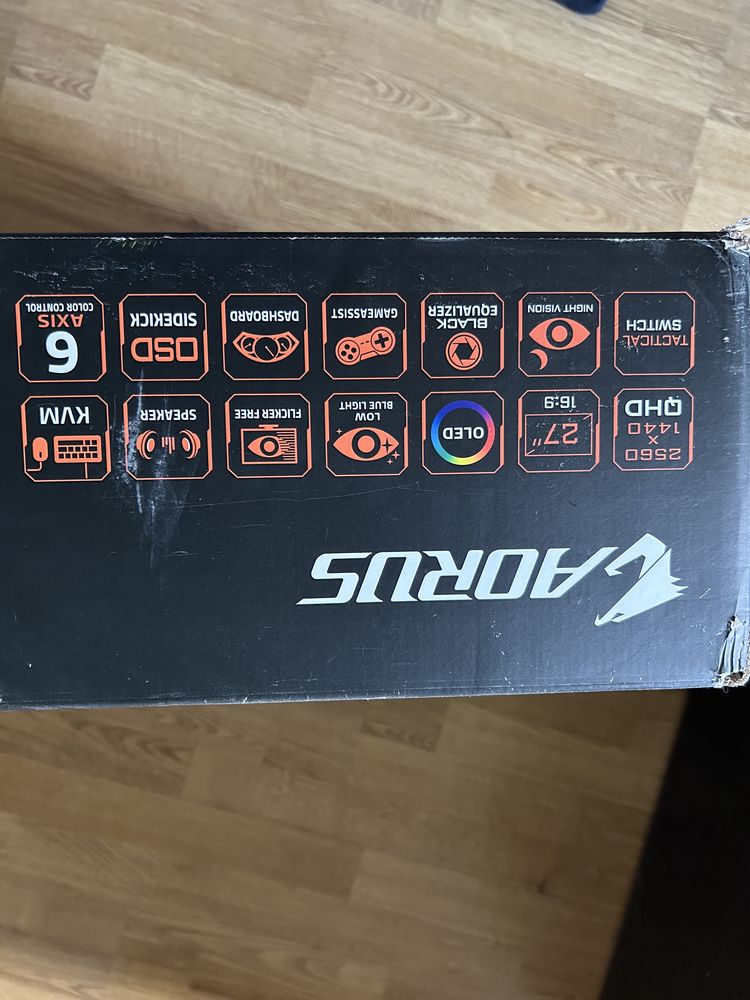 AORUS
2560
x
1440
QHD
27"
16:9
OLED
LOW
BLUE LIGHT
FLICKER FREE
SPEAKER
KVM
TACTICAL
SWITCH
NIGHT VISION
BLACK
EQUALIZER
GAMEASSIST
DASHBOARD
OSD
SIDEKICK
6
AXIS
COLOR CONTROL